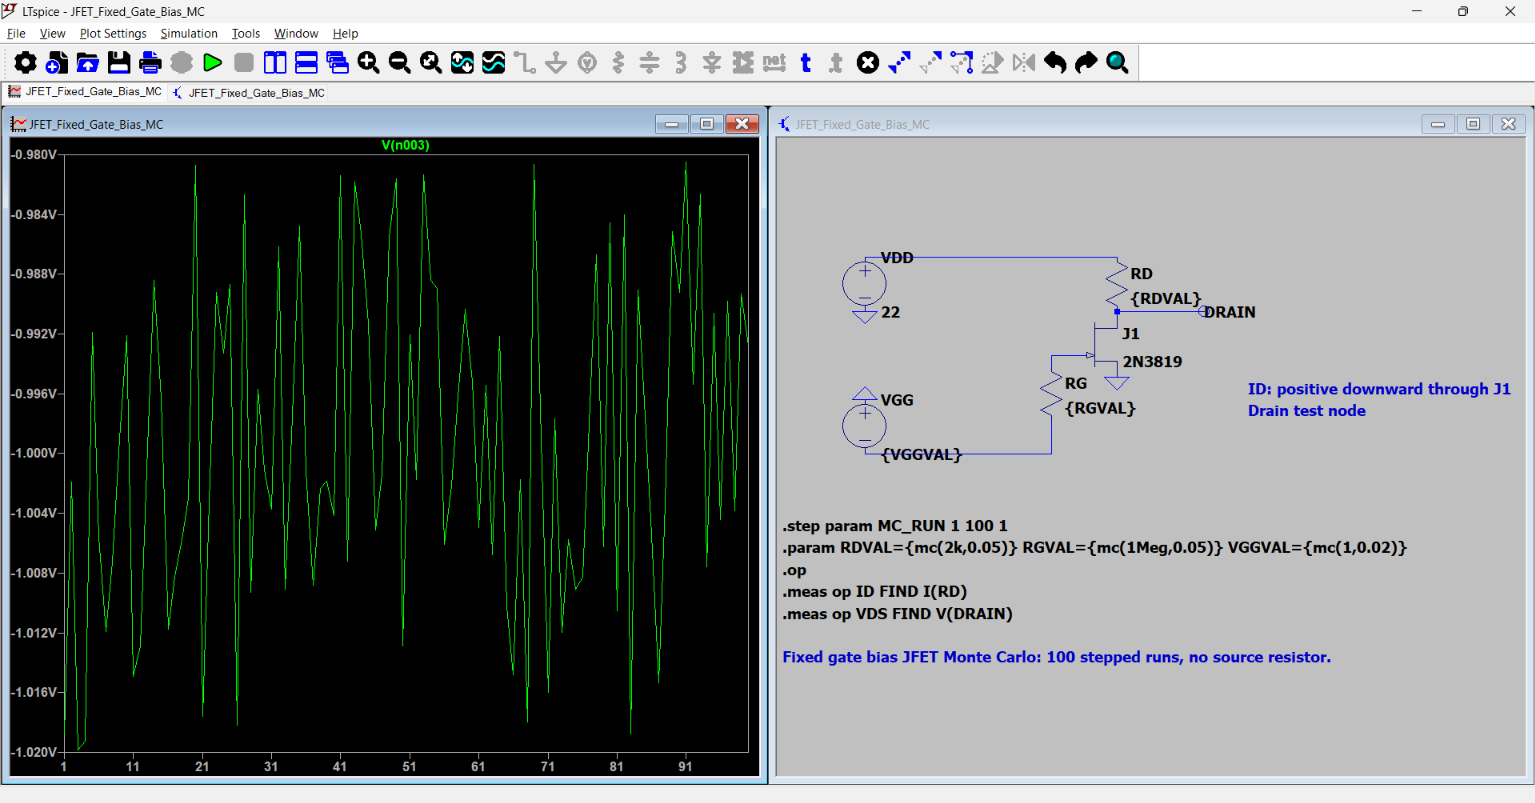 LTspice - JFET_Fixed_Gate_Bias_MC
File View Plot Settings Simulation Tools Window Help
net t .t
JFET_Fixed_Gate_Bias_MC JFET_Fixed_Gate_Bias_MC
JFET_Fixed_Gate_Bias_MC
V(n003)
-0.980V
-0.984V
-0.988V
-0.992V
-0.996V
-1.000V
-1.004V
-1.008V
-1.012V
-1.016V
-1.020V
1 11 21 31 41 51 61 71 81 91
JFET_Fixed_Gate_Bias_MC
VDD
22
RD
{RDVAL}
DRAIN
J1
2N3819
RG
{RGVAL}
VGG
{VGGVAL}
ID: positive downward through J1
Drain test node
.step param MC_RUN 1 100 1
.param RDVAL={mc(2k,0.05)} RGVAL={mc(1Meg,0.05)} VGGVAL={mc(1,0.02)}
.op
.meas op ID FIND I(RD)
.meas op VDS FIND V(DRAIN)
Fixed gate bias JFET Monte Carlo: 100 stepped runs, no source resistor.